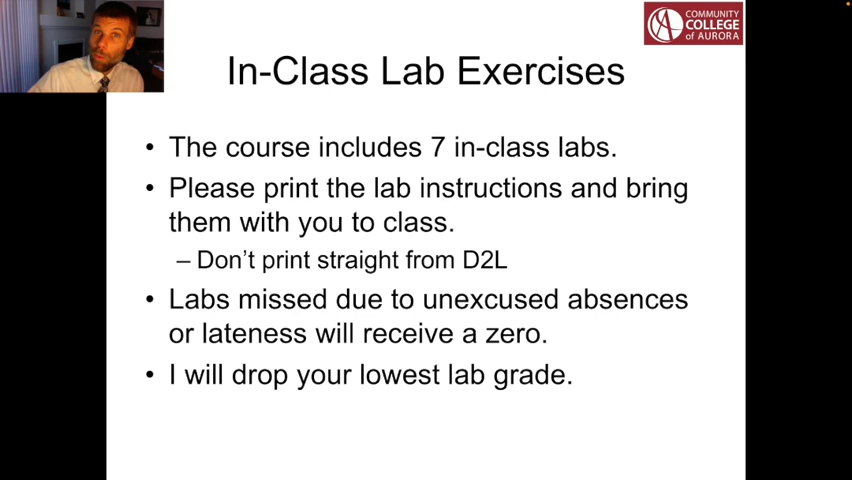 COMMUNITY
COLLEGE
of AURORA
In-Class Lab Exercises
• The course includes 7 in-class labs.
• Please print the lab instructions and bring
them with you to class.
– Don’t print straight from D2L
• Labs missed due to unexcused absences
or lateness will receive a zero.
• I will drop your lowest lab grade.